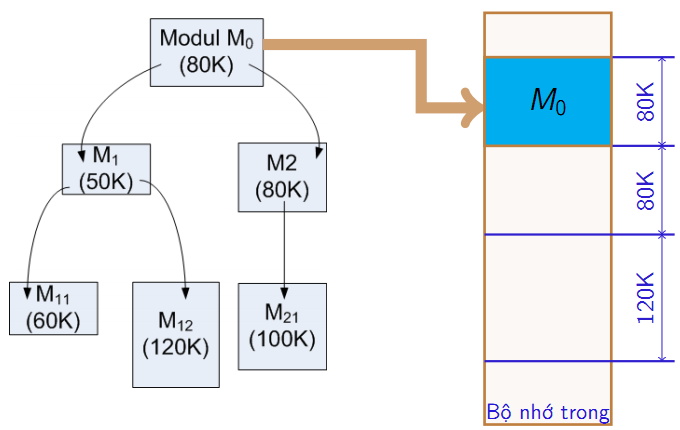 Modul M₀
(80K)
M₁
(50K)
M2
(80K)
M₁₁
(60K)
M₁₂
(120K)
M₂₁
(100K)
M₀
80K
80K
120K
Bộ nhớ trong